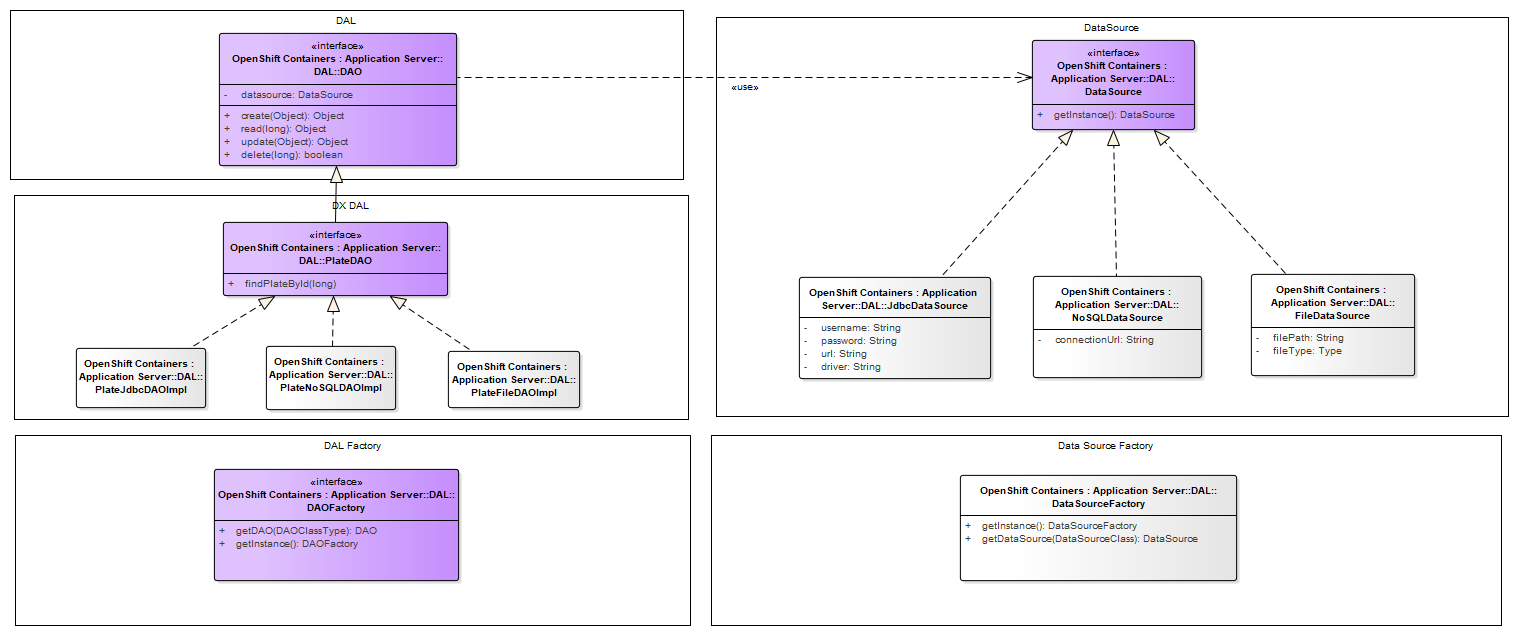 DAL
«interface»
OpenShift Containers : Application Server::
DAL::DAO
- datasource: DataSource
+ create(Object): Object
+ read(long): Object
+ update(Object): Object
+ delete(long): boolean
«use»
DataSource
«interface»
OpenShift Containers :
Application Server::DAL::
DataSource
+ getInstance(): DataSource
DX DAL
«interface»
OpenShift Containers : Application Server::
DAL::PlateDAO
+ findPlateById(long)
OpenShift Containers :
Application Server::DAL::
PlateJdbcDAOImpl
OpenShift Containers :
Application Server::DAL::
PlateNoSQLDAOImpl
OpenShift Containers :
Application Server::DAL::
PlateFileDAOImpl
OpenShift Containers : Application
Server::DAL::JdbcDataSource
- username: String
- password: String
- url: String
- driver: String
OpenShift Containers :
Application Server::DAL::
NoSQLDataSource
- connectionUrl: String
OpenShift Containers :
Application Server::DAL::
FileDataSource
- filePath: String
- fileType: Type
DAL Factory
«interface»
OpenShift Containers : Application Server::DAL::
DAOFactory
+ getDAO(DAOClassType): DAO
+ getInstance(): DAOFactory
Data Source Factory
OpenShift Containers : Application Server::DAL::
DataSourceFactory
+ getInstance(): DataSourceFactory
+ getDataSource(DataSourceClass): DataSource